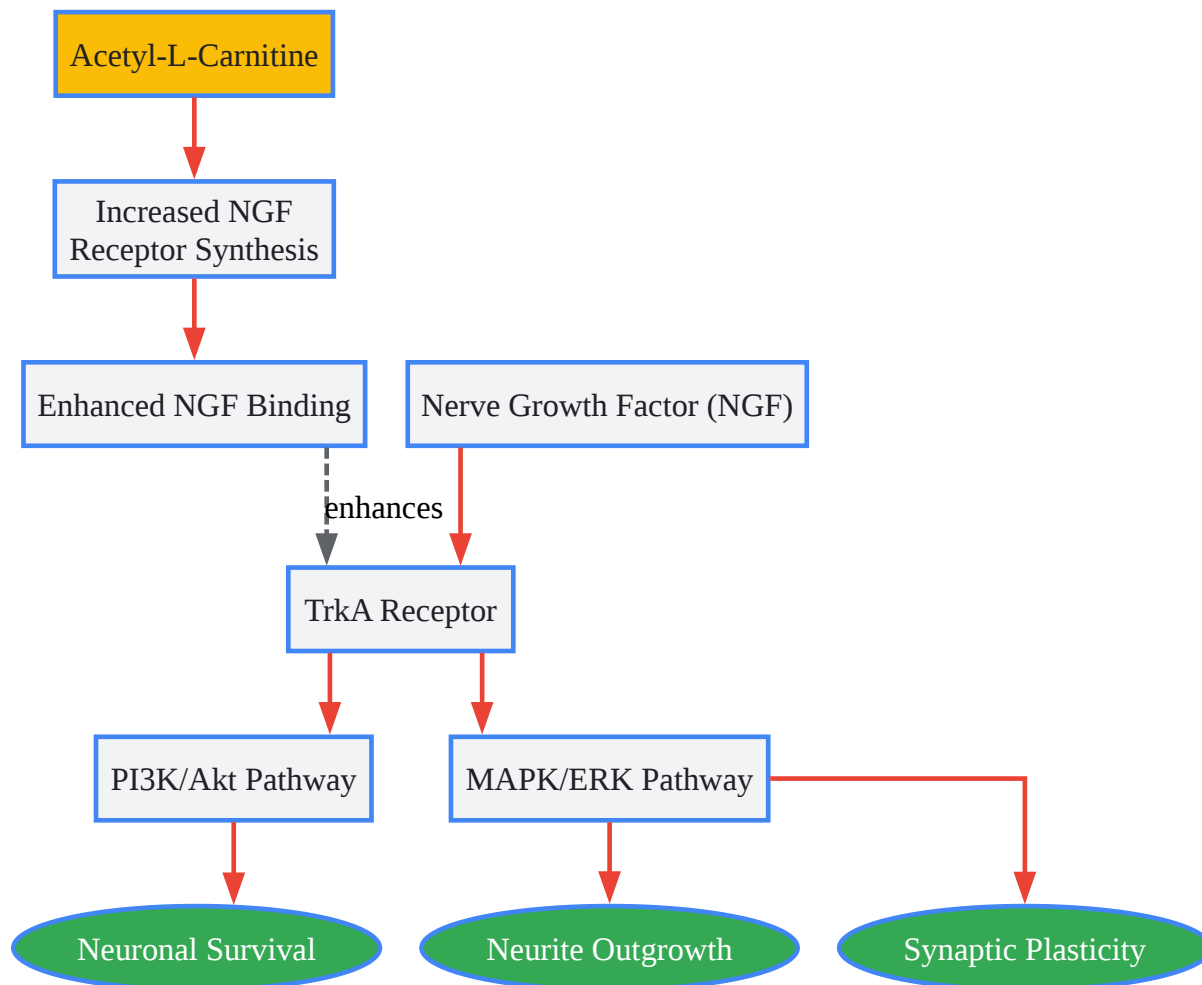 Acetyl-L-Carnitine
Increased NGF
Receptor Synthesis
Enhanced NGF Binding
Nerve Growth Factor (NGF)
enhances
TrkA Receptor
PI3K/Akt Pathway
MAPK/ERK Pathway
Neuronal Survival
Neurite Outgrowth
Synaptic Plasticity